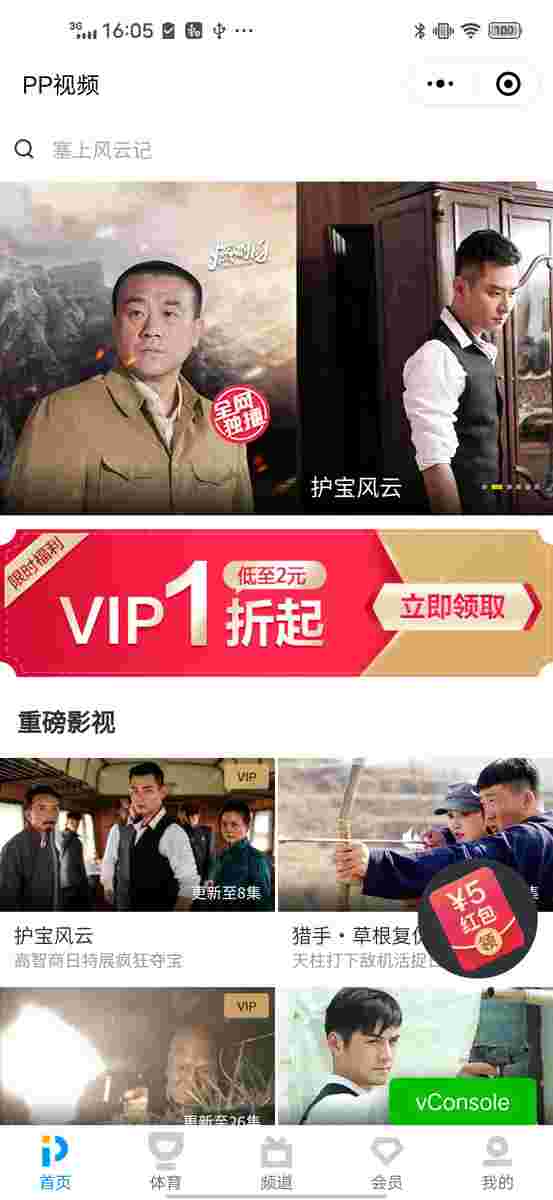 3G 16:05 100
PP视频
塞上风云记
全网
独播
护宝风云
限时福利
VIP1折起
低至2元
立即领取
重磅影视
VIP
更新至8集
集
护宝风云
猎手·草根
高智商日特展疯狂夺宝
天柱打下敌机活捉
¥5
红包
领
VIP
更新至26集
vConsole
首页
体育
频道
会员
我的